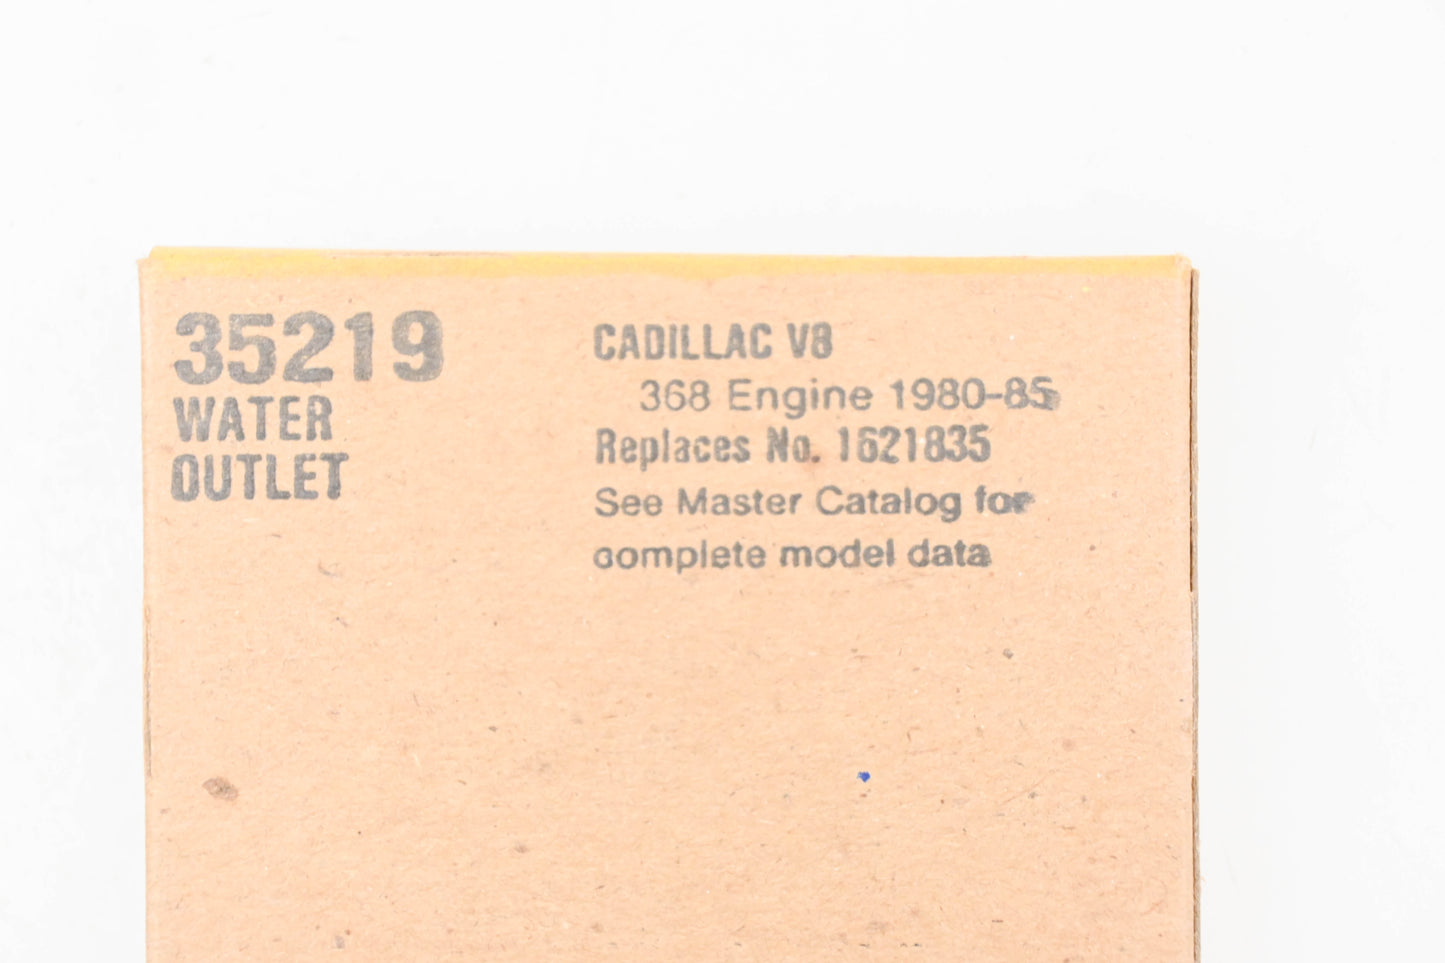 35219
WATER
OUTLET
CADILLAC V8
368 Engine 1980-85
Replaces No. 1621835
See Master Catalog for
complete model data